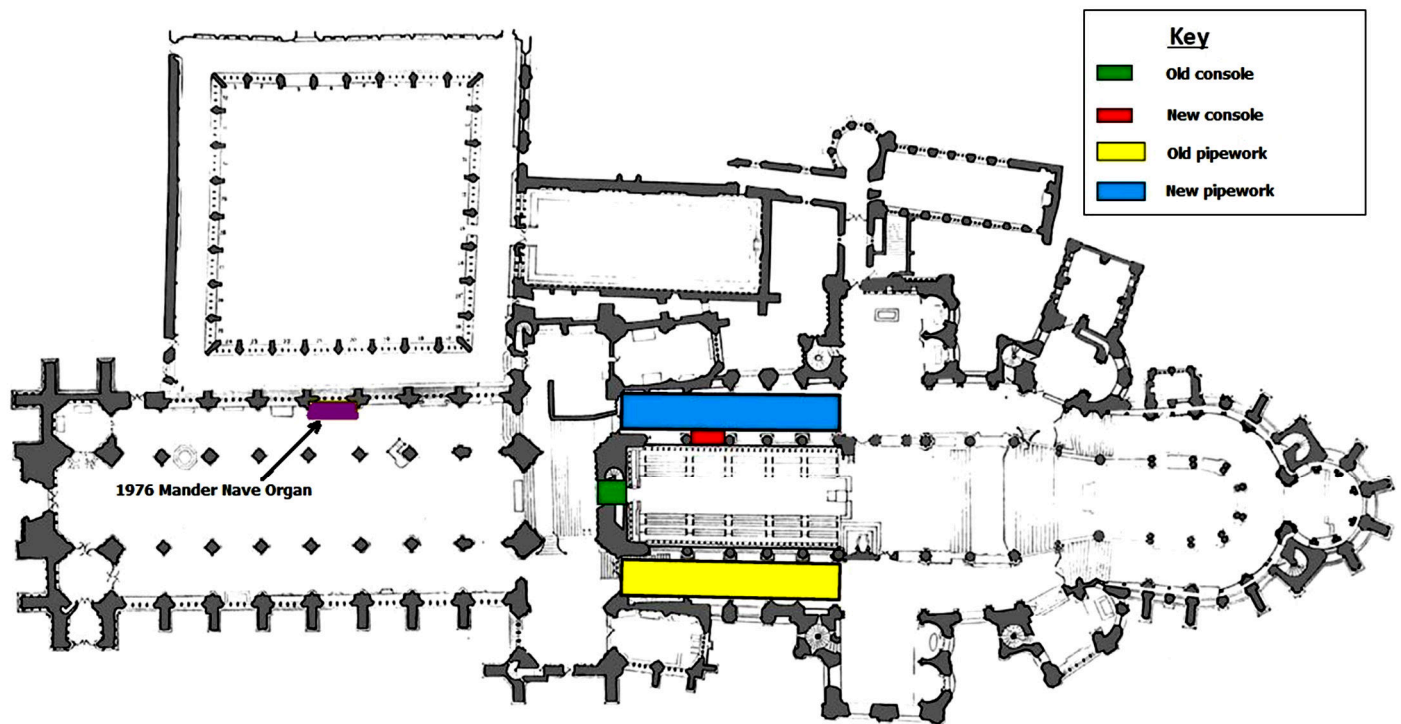 Key
Old console
New console
Old pipework
New pipework
1976 Mander Nave Organ